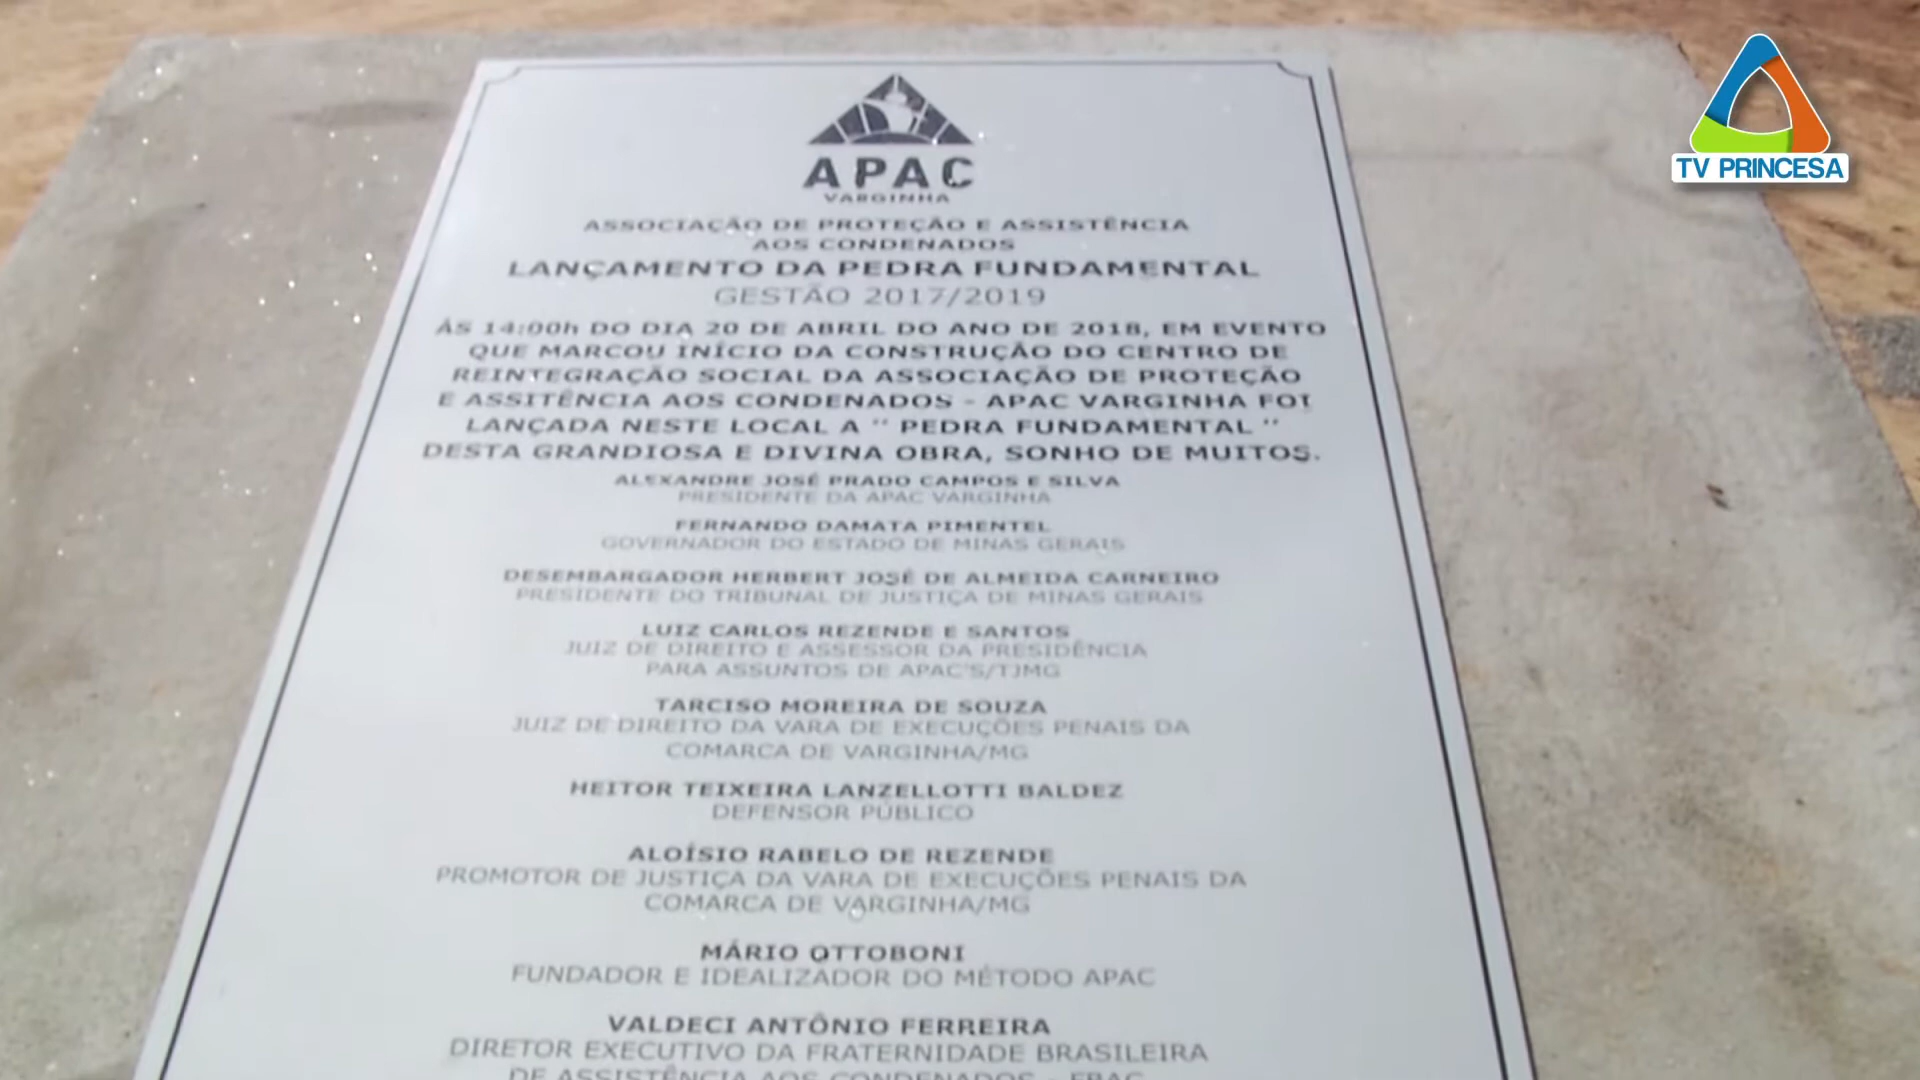 TV PRINCESA
APAC
VARGINHA
ASSOCIAÇÃO DE PROTEÇÃO E ASSISTÊNCIA
AOS CONDENADOS
LANÇAMENTO DA PEDRA FUNDAMENTAL
GESTÃO 2017/2019
ÀS 14:00h DO DIA 20 DE ABRIL DO ANO DE 2018, EM EVENTO
QUE MARCOU INÍCIO DA CONSTRUÇÃO DO CENTRO DE
REINTEGRAÇÃO SOCIAL DA ASSOCIAÇÃO DE PROTEÇÃO
E ASSITÊNCIA AOS CONDENADOS - APAC VARGINHA FOI
LANÇADA NESTE LOCAL A " PEDRA FUNDAMENTAL "
DESTA GRANDIOSA E DIVINA OBRA, SONHO DE MUITOS.
ALEXANDRE JOSÉ PRADO CAMPOS E SILVA
PRESIDENTE DA APAC VARGINHA
FERNANDO DAMATA PIMENTEL
GOVERNADOR DO ESTADO DE MINAS GERAIS
DESEMBARGADOR HERBERT JOSÉ DE ALMEIDA CARNEIRO
PRESIDENTE DO TRIBUNAL DE JUSTIÇA DE MINAS GERAIS
LUIZ CARLOS REZENDE E SANTOS
JUIZ DE DIREITO E ASSESSOR DA PRESIDÊNCIA
PARA ASSUNTOS DE APAC'S/TJMG
TARCISO MOREIRA DE SOUZA
JUIZ DE DIREITO DA VARA DE EXECUÇÕES PENAIS DA
COMARCA DE VARGINHA/MG
HEITOR TEIXEIRA LANZELLOTTI BALDEZ
DEFENSOR PÚBLICO
ALOÍSIO RABELO DE REZENDE
PROMOTOR DE JUSTIÇA DA VARA DE EXECUÇÕES PENAIS DA
COMARCA DE VARGINHA/MG
MÁRIO OTTOBONI
FUNDADOR E IDEALIZADOR DO MÉTODO APAC
VALDECI ANTÔNIO FERREIRA
DIRETOR EXECUTIVO DA FRATERNIDADE BRASILEIRA
DE ASSISTÊNCIA AOS CONDENADOS - FBAC